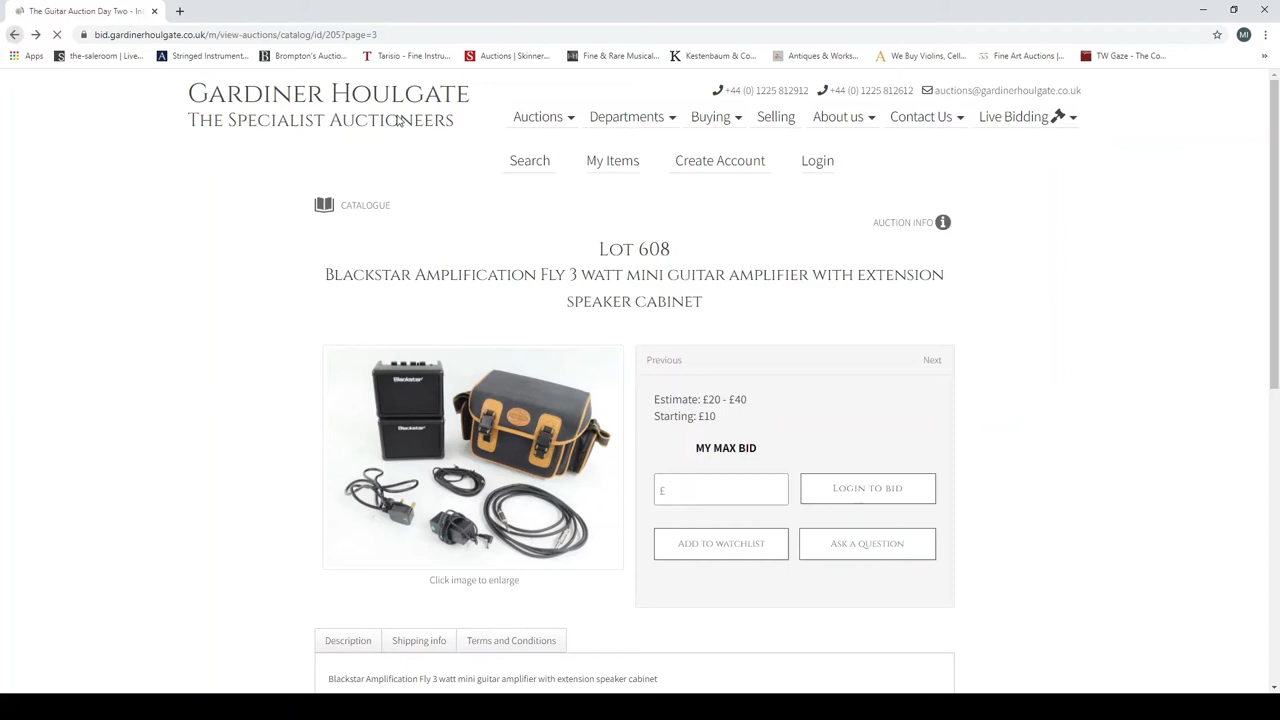 The Guitar Auction Day Two - Inc
bid.gardinerhoulgate.co.uk/m/view-auctions/catalog/id/205?page=3
MI
Apps the-saleroom | Live... Stringed Instrument... Brompton's Auctio... Tarisio - Fine Instru... Auctions | Skinner... Fine & Rare Musical... Kestenbaum & Co... Antiques & Works... We Buy Violins, Cell... Fine Art Auctions |... TW Gaze - The Co... »
Gardiner Houlgate
The Specialist Auctioneers
+44 (0) 1225 812912 +44 (0) 1225 812612 auctions@gardinerhoulgate.co.uk
Auctions Departments Buying Selling About us Contact Us Live Bidding
Search My Items Create Account Login
CATALOGUE
AUCTION INFO
Lot 608
Blackstar Amplification Fly 3 watt mini guitar amplifier with extension
speaker cabinet
Blackstar
Blackstar
Previous Next
Estimate: £20 - £40
Starting: £10
MY MAX BID
£
Login to bid
Add to watchlist Ask a question
Click image to enlarge
Description Shipping info Terms and Conditions
Blackstar Amplification Fly 3 watt mini guitar amplifier with extension speaker cabinet